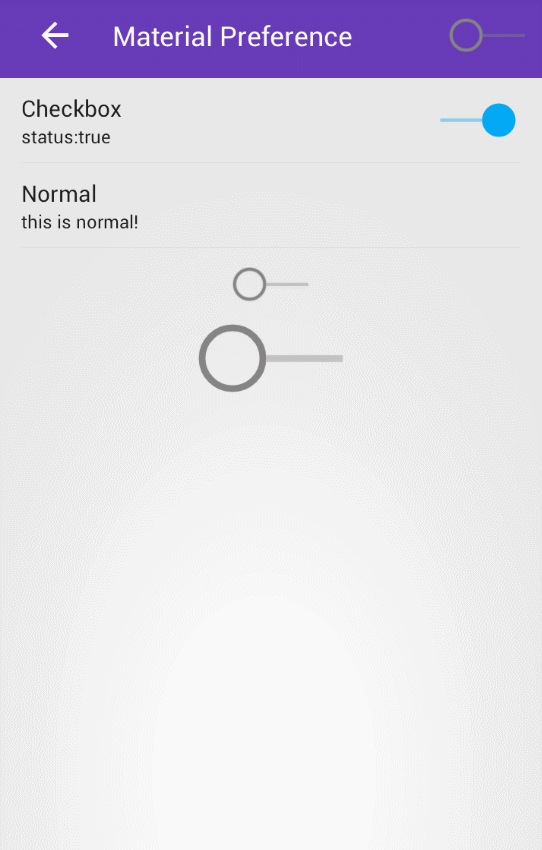 Material Preference
Checkbox
status:true
Normal
this is normal!